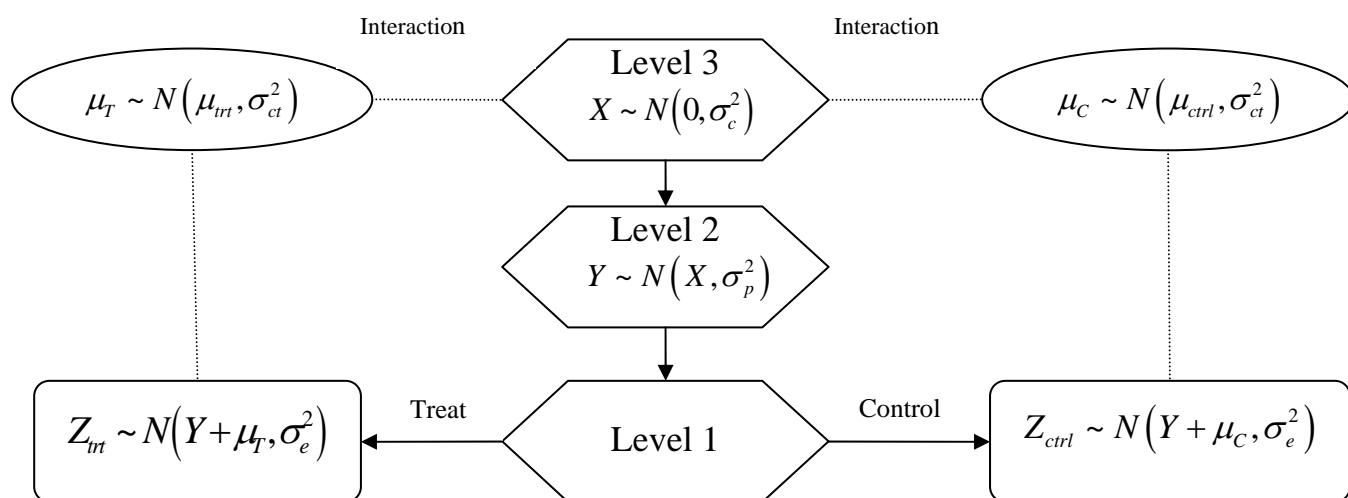 Interaction
Interaction
Level 3
μ_T ~ N(μ_trt, σ_ct^2)
X ~ N(0, σ_c^2)
μ_C ~ N(μ_ctrl, σ_ct^2)
Level 2
Y ~ N(X, σ_p^2)
Treat
Control
Z_trt ~ N(Y + μ_T, σ_e^2)
Level 1
Z_ctrl ~ N(Y + μ_C, σ_e^2)